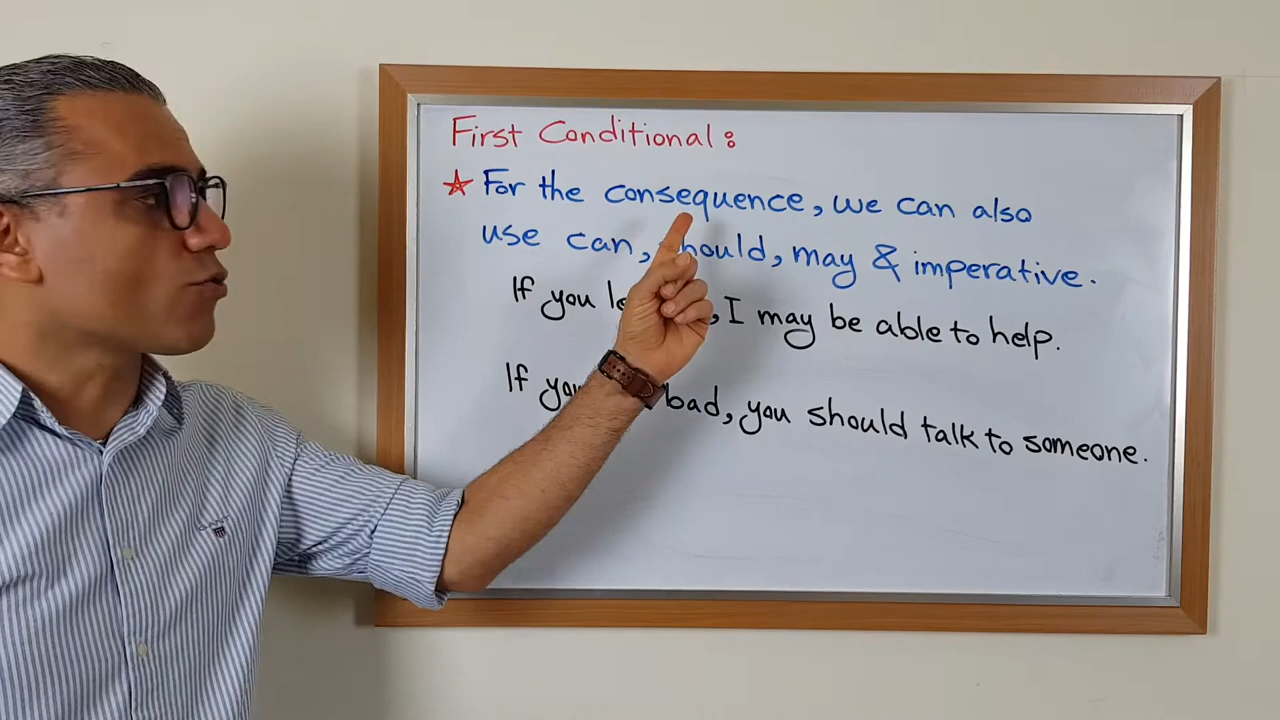 First Conditional:
For the consequence, we can also
use can, should, may & imperative.
If you, I may be able to help.
If bad, you should talk to someone.